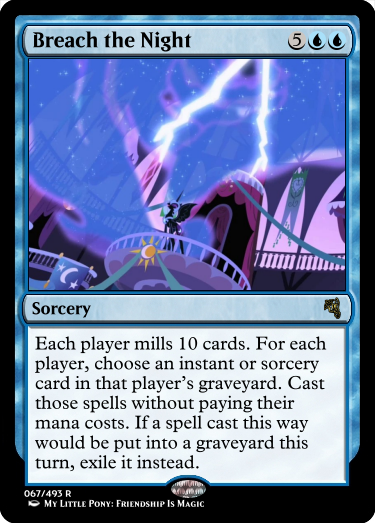 Breach the Night 5
Sorcery
Each player mills 10 cards. For each
player, choose an instant or sorcery
card in that player's graveyard. Cast
those spells without paying their
mana costs. If a spell cast this way
would be put into a graveyard this
turn, exile it instead.
067/493 R
My Little Pony: Friendship Is Magic